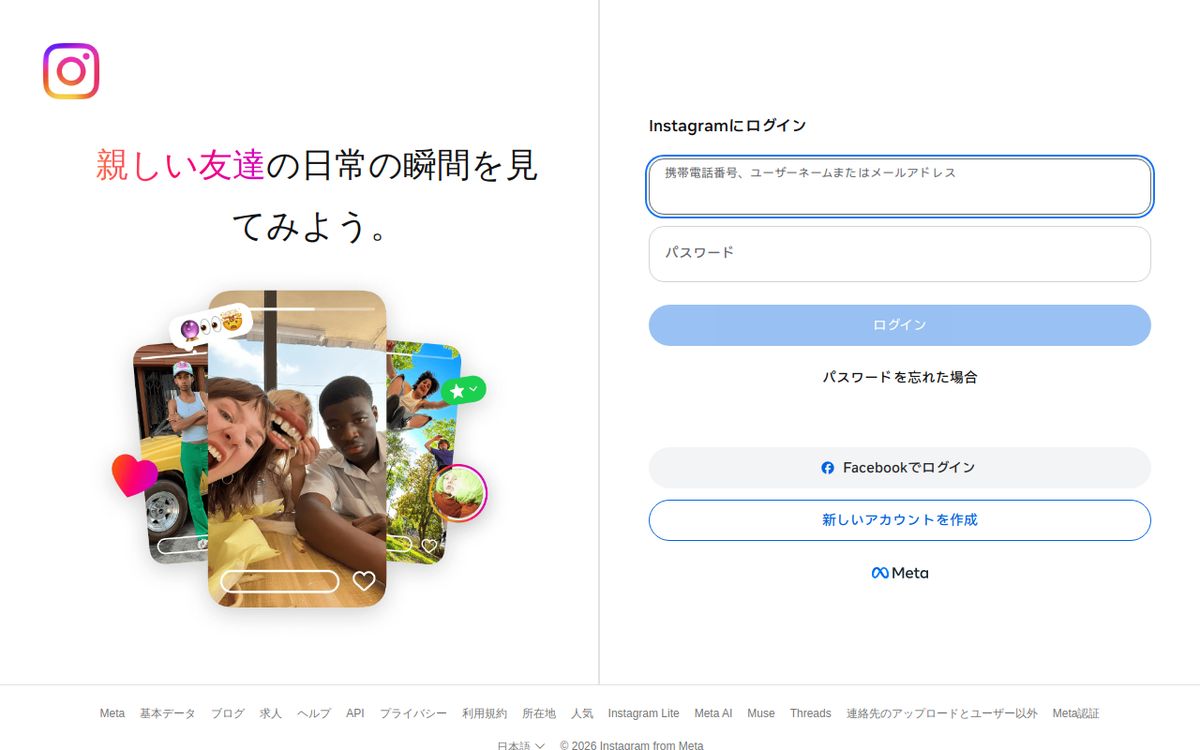 親しい友達の日常の瞬間を見
てみよう。
Instagramにログイン
携帯電話番号、ユーザーネームまたはメールアドレス
パスワード
ログイン
パスワードを忘れた場合
Facebookでログイン
新しいアカウントを作成
Meta
Meta 基本データ ブログ 求人 ヘルプ API プライバシー 利用規約 所在地 人気 Instagram Lite Meta AI Muse Threads 連絡先のアップロードとユーザー以外 Meta認証
日本語 © 2026 Instagram from Meta